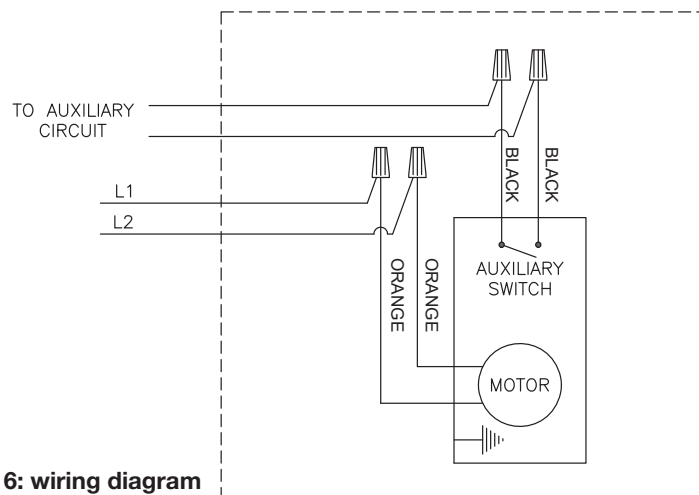 TO AUXILIARY
CIRCUIT
BLACK
BLACK
L1
L2
ORANGE
ORANGE
AUXILIARY
SWITCH
MOTOR
6: wiring diagram